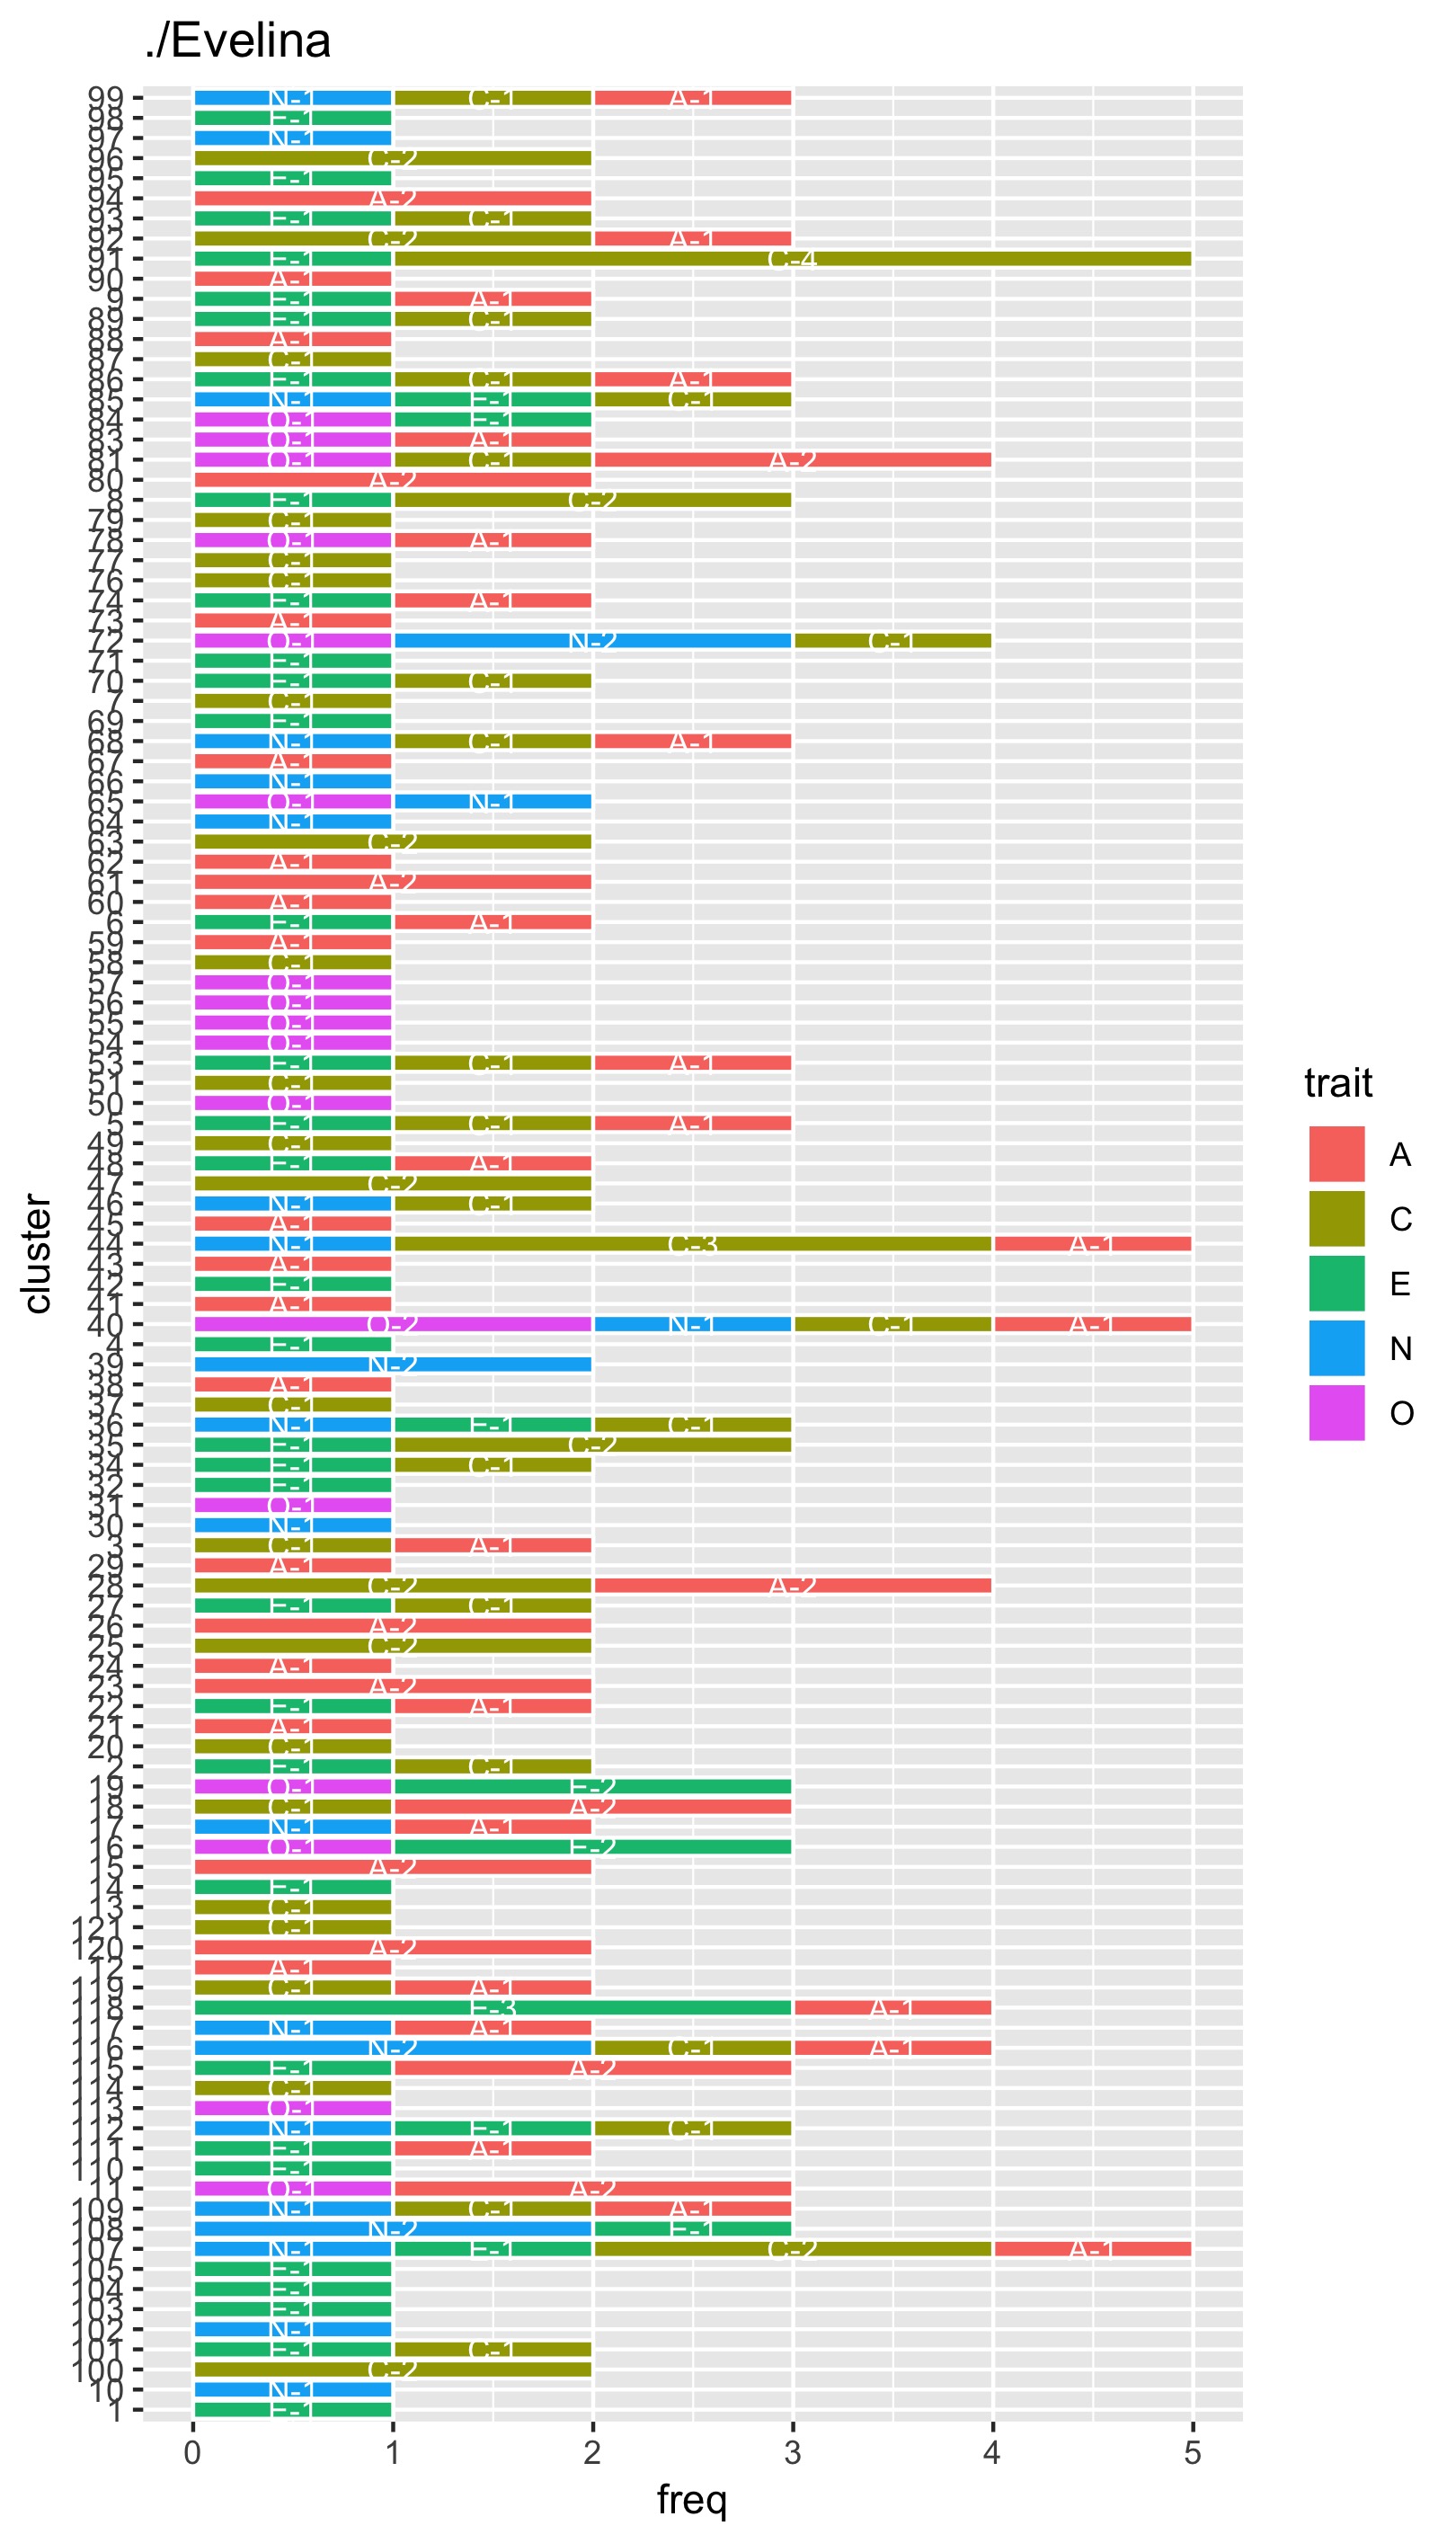 ./Evelina
99 N-1 C-1 A-1
98 E-1
97 N-1
96 C-2
95 E-1
94 A-2
93 E-1 C-1
92 C-2 A-1
91 E-1 C-4
90 A-1
9 E-1 A-1
89 E-1 C-1
88 A-1
87 C-1
86 E-1 C-1 A-1
85 N-1 E-1 C-1
84 O-1 E-1
83 O-1 A-1
81 O-1 C-1 A-2
80 A-2
8 E-1 C-2
79 C-1
78 O-1 A-1
77 C-1
76 C-1
74 E-1 A-1
73 A-1
72 O-1 N-2 C-1
71 E-1
70 E-1 C-1
7 C-1
69 E-1
68 N-1 C-1 A-1
67 A-1
66 N-1
65 O-1 N-1
64 N-1
63 C-2
62 A-1
61 A-2
60 A-1
6 E-1 A-1
59 A-1
58 C-1
57 O-1
56 O-1
55 O-1
54 O-1
53 E-1 C-1 A-1
51 C-1
50 O-1
5 E-1 C-1 A-1
49 C-1
48 E-1 A-1
47 C-2
46 N-1 C-1
45 A-1
44 N-1 C-3 A-1
43 A-1
42 E-1
41 A-1
40 O-2 N-1 C-1 A-1
4 E-1
39 N-2
38 A-1
37 C-1
36 N-1 E-1 C-1
35 E-1 C-2
34 E-1 C-1
32 E-1
31 O-1
30 N-1
3 C-1 A-1
29 A-1
28 C-2 A-2
27 E-1 C-1
26 A-2
25 C-2
24 A-1
23 A-2
22 E-1 A-1
21 A-1
20 C-1
2 E-1 C-1
19 O-1 E-2
18 C-1 A-2
17 N-1 A-1
16 O-1 E-2
15 A-2
14 E-1
13 C-1
121 C-1
120 A-2
12 A-1
119 C-1 A-1
118 E-3 A-1
117 N-1 A-1
116 N-2 C-1 A-1
115 E-1 A-2
114 C-1
113 O-1
112 N-1 E-1 C-1
111 E-1 A-1
110 E-1
11 O-1 A-2
109 N-1 C-1 A-1
108 N-2 E-1
107 N-1 E-1 C-2 A-1
105 E-1
104 E-1
103 E-1
102 N-1
101 E-1 C-1
100 C-2
10 N-1
1 E-1
0 1 2 3 4 5
freq
cluster
trait
A
C
E
N
O